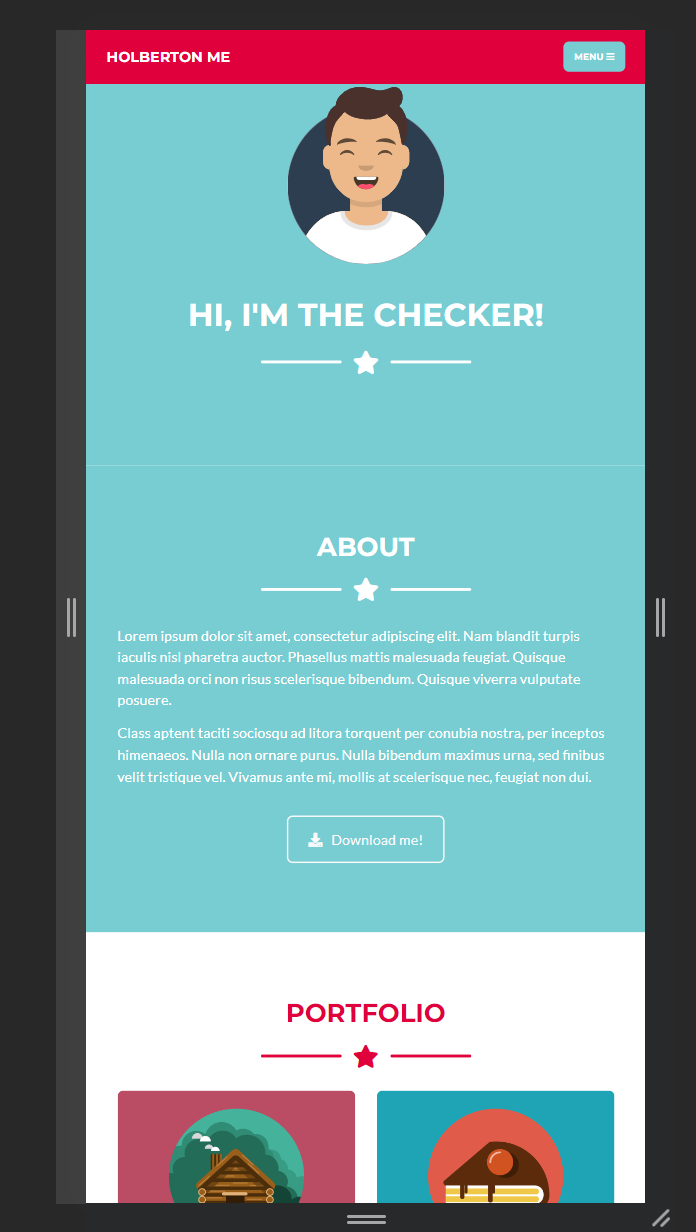 HOLBERTON ME
MENU
HI, I'M THE CHECKER!
ABOUT
Lorem ipsum dolor sit amet, consectetur adipiscing elit. Nam blandit turpis
iaculis nisl pharetra auctor. Phasellus mattis malesuada feugiat. Quisque
malesuada orci non risus scelerisque bibendum. Quisque viverra vulputate
posuere.
Class aptent taciti sociosqu ad litora torquent per conubia nostra, per inceptos
himenaeos. Nulla non ornare purus. Nulla bibendum maximus urna, sed finibus
velit tristique vel. Vivamus ante mi, mollis at scelerisque nec, feugiat non dui.
Download me!
PORTFOLIO